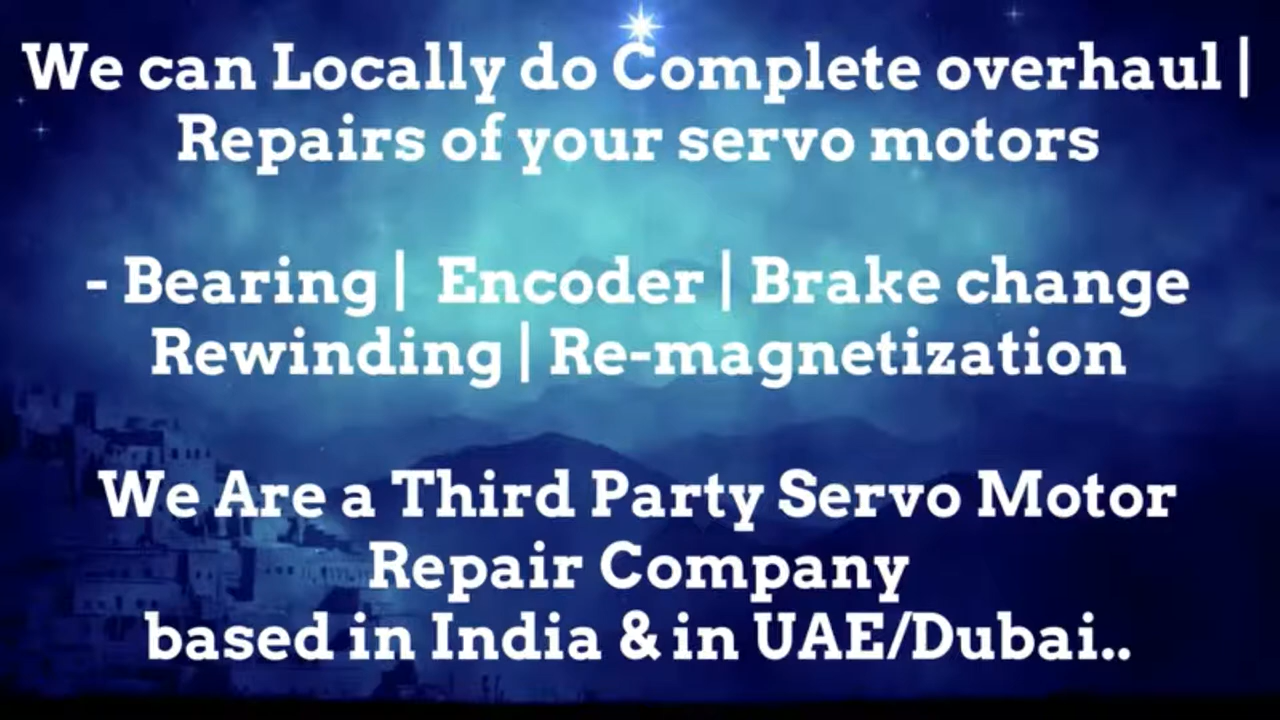 We can Locally do Complete overhaul |
Repairs of your servo motors
- Bearing | Encoder | Brake change
Rewinding | Re-magnetization
We Are a Third Party Servo Motor
Repair Company
based in India & in UAE/Dubai..